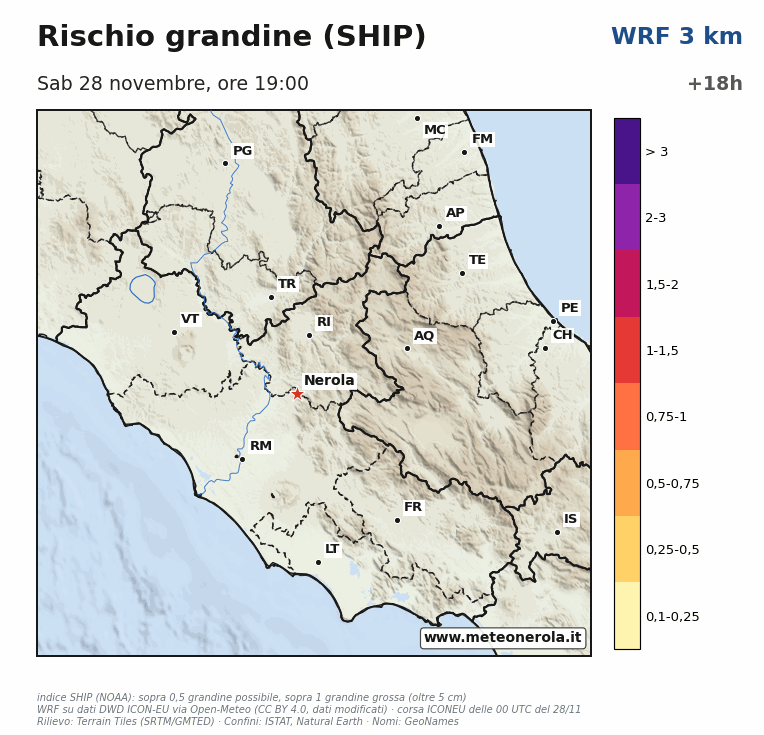 Rischio grandine (SHIP)
WRF 3 km
Sab 28 novembre, ore 19:00
+18h
MC
FM
PG
AP
TE
TR
PE
VT
RI
AQ
CH
Nerola
RM
FR
IS
LT
www.meteonerola.it
> 3
2-3
1,5-2
1-1,5
0,75-1
0,5-0,75
0,25-0,5
0,1-0,25
indice SHIP (NOAA): sopra 0,5 grandine possibile, sopra 1 grandine grossa (oltre 5 cm)
WRF su dati DWD ICON-EU via Open-Meteo (CC BY 4.0, dati modificati) · corsa ICONEU delle 00 UTC del 28/11
Rilievo: Terrain Tiles (SRTM/GMTED) · Confini: ISTAT, Natural Earth · Nomi: GeoNames